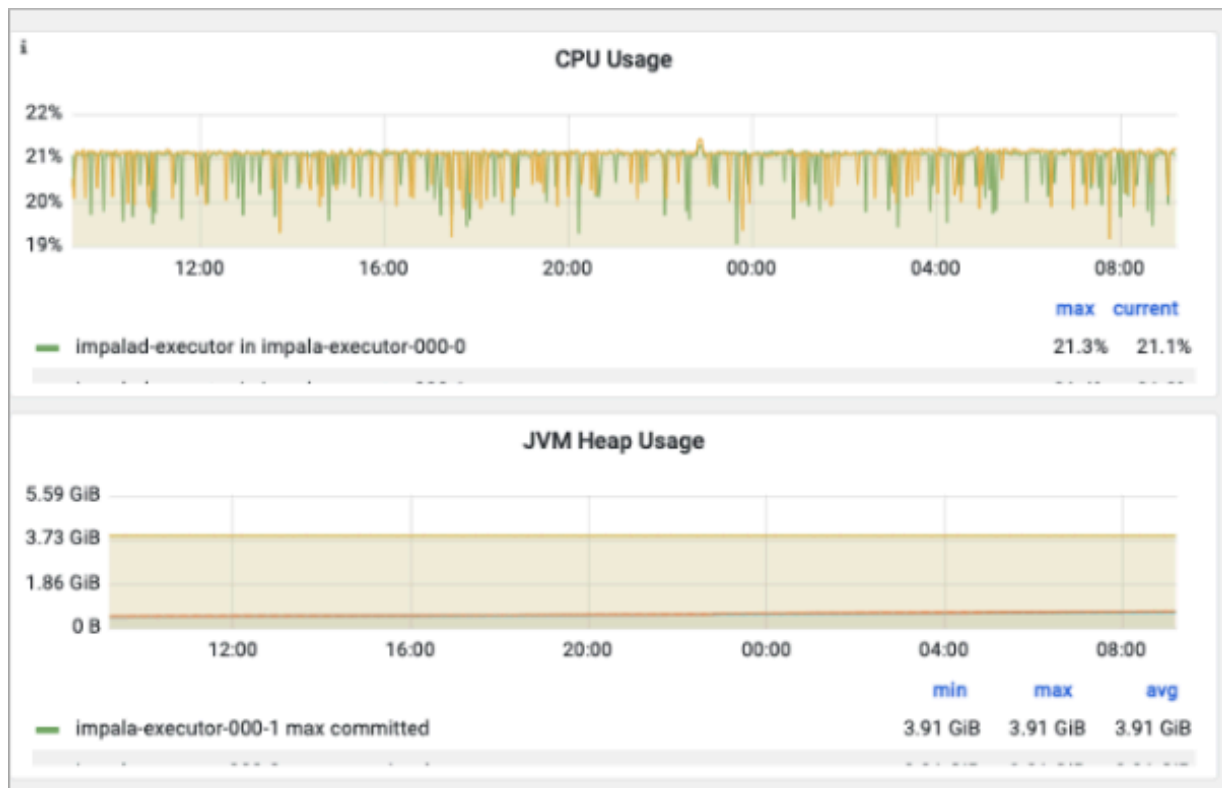 i
CPU Usage
22%
21%
20%
19%
12:00 16:00 20:00 00:00 04:00 08:00
max current
impalad-executor in impala-executor-000-0 21.3% 21.1%
JVM Heap Usage
5.59 GiB
3.73 GiB
1.86 GiB
0 B
12:00 16:00 20:00 00:00 04:00 08:00
min max avg
impala-executor-000-1 max committed 3.91 GiB 3.91 GiB 3.91 GiB